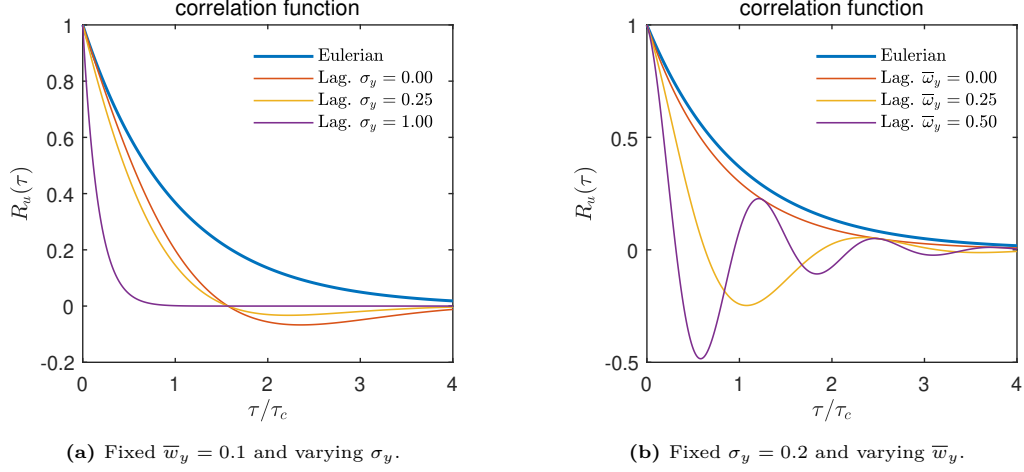 correlation function
1
0.8
0.6
0.4
0.2
0
-0.2
R_u(τ)
Eulerian
Lag. σ_y = 0.00
Lag. σ_y = 0.25
Lag. σ_y = 1.00
0 1 2 3 4
τ/τ_c
(a) Fixed w̅_y = 0.1 and varying σ_y.
correlation function
1
0.5
0
-0.5
R_u(τ)
Eulerian
Lag. ω̅_y = 0.00
Lag. ω̅_y = 0.25
Lag. ω̅_y = 0.50
0 1 2 3 4
τ/τ_c
(b) Fixed σ_y = 0.2 and varying w̅_y.